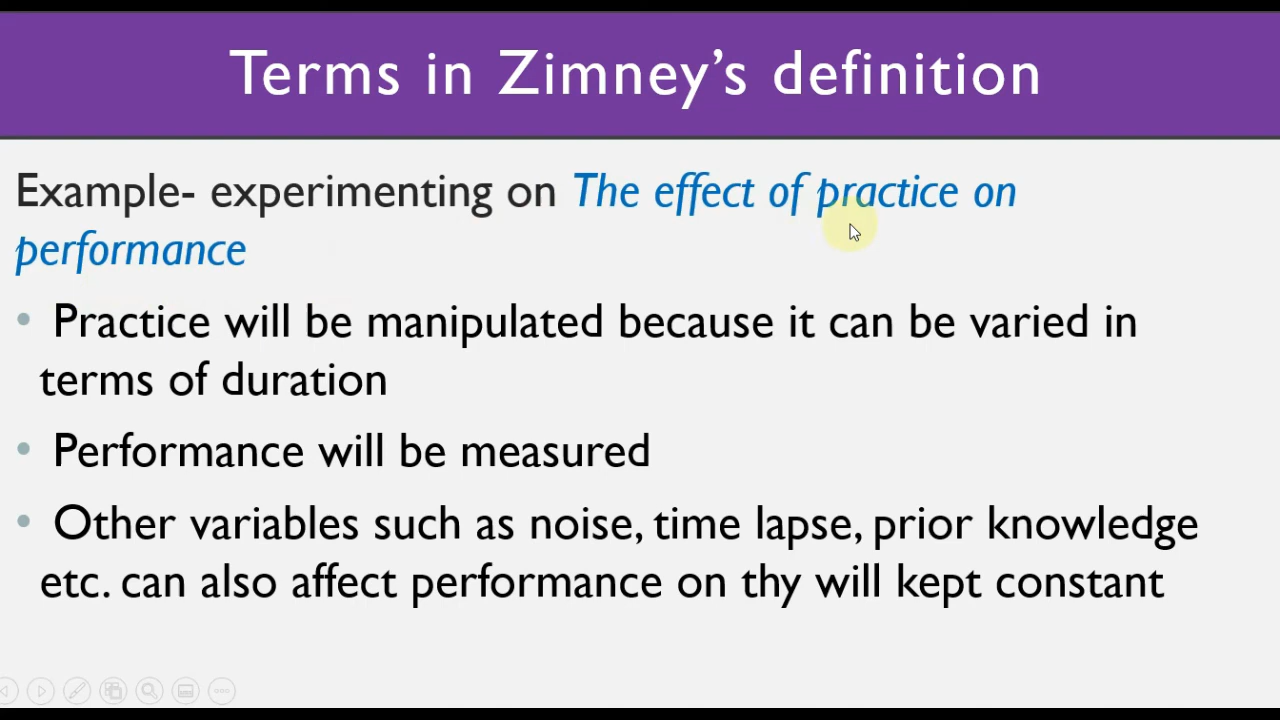 Terms in Zimney's definition
Example- experimenting on The effect of practice on
performance
• Practice will be manipulated because it can be varied in
terms of duration
• Performance will be measured
• Other variables such as noise, time lapse, prior knowledge
etc. can also affect performance on thy will kept constant